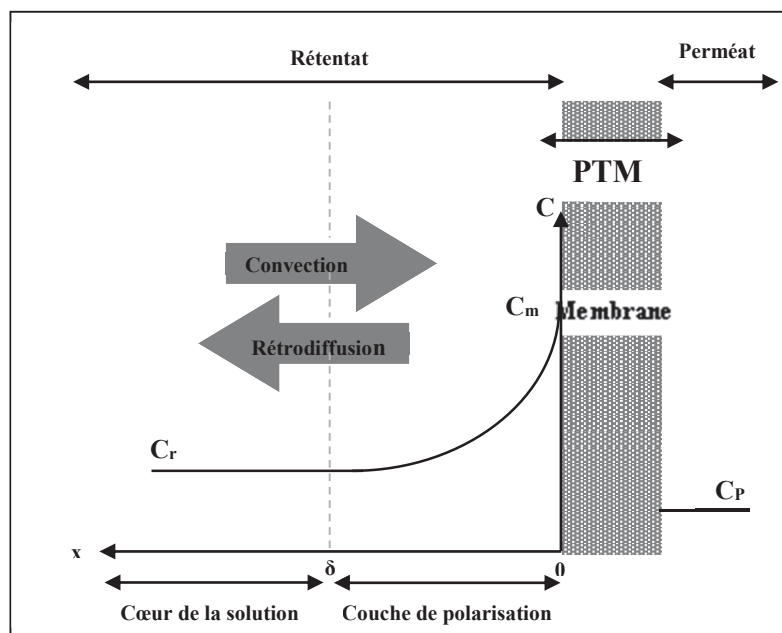 Rétentat
Perméat
PTM
C
Convection
Cm
Membrane
Rétrodiffusion
Cr
CP
x
δ
0
Cœur de la solution
Couche de polarisation